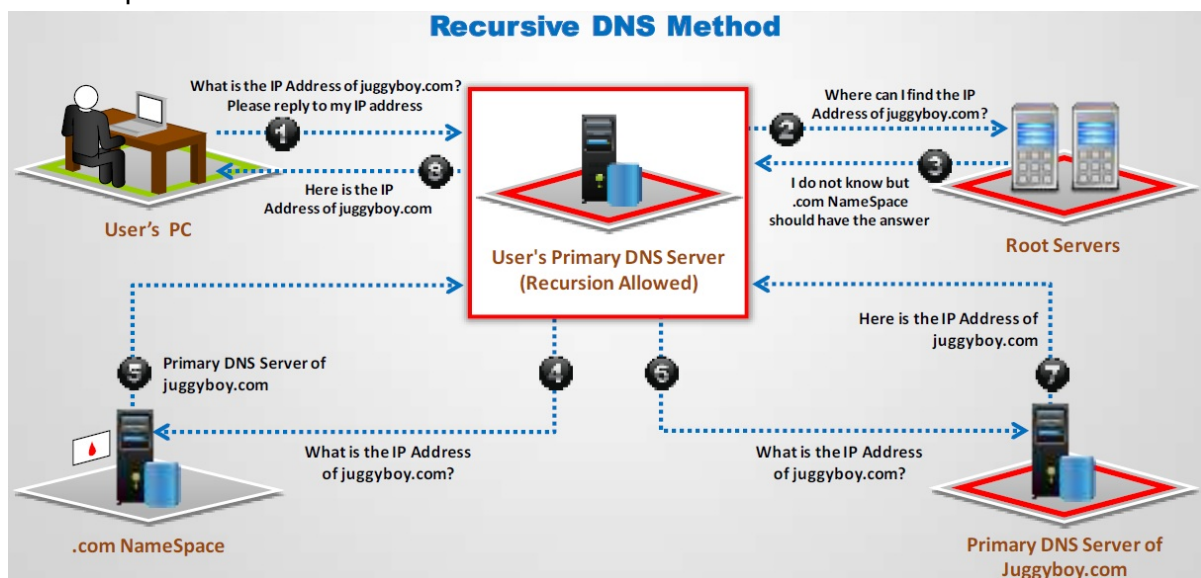 Recursive DNS Method
What is the IP Address of juggyboy.com?
Please reply to my IP address
1
8
Here is the IP
Address of juggyboy.com
User's PC
User's Primary DNS Server
(Recursion Allowed)
Where can I find the IP
Address of juggyboy.com?
2
3
I do not know but
.com NameSpace
should have the answer
Root Servers
5
Primary DNS Server of
juggyboy.com
4
What is the IP Address
of juggyboy.com?
.com NameSpace
6
What is the IP Address
of juggyboy.com?
Here is the IP Address of
juggyboy.com
7
Primary DNS Server of
Juggyboy.com